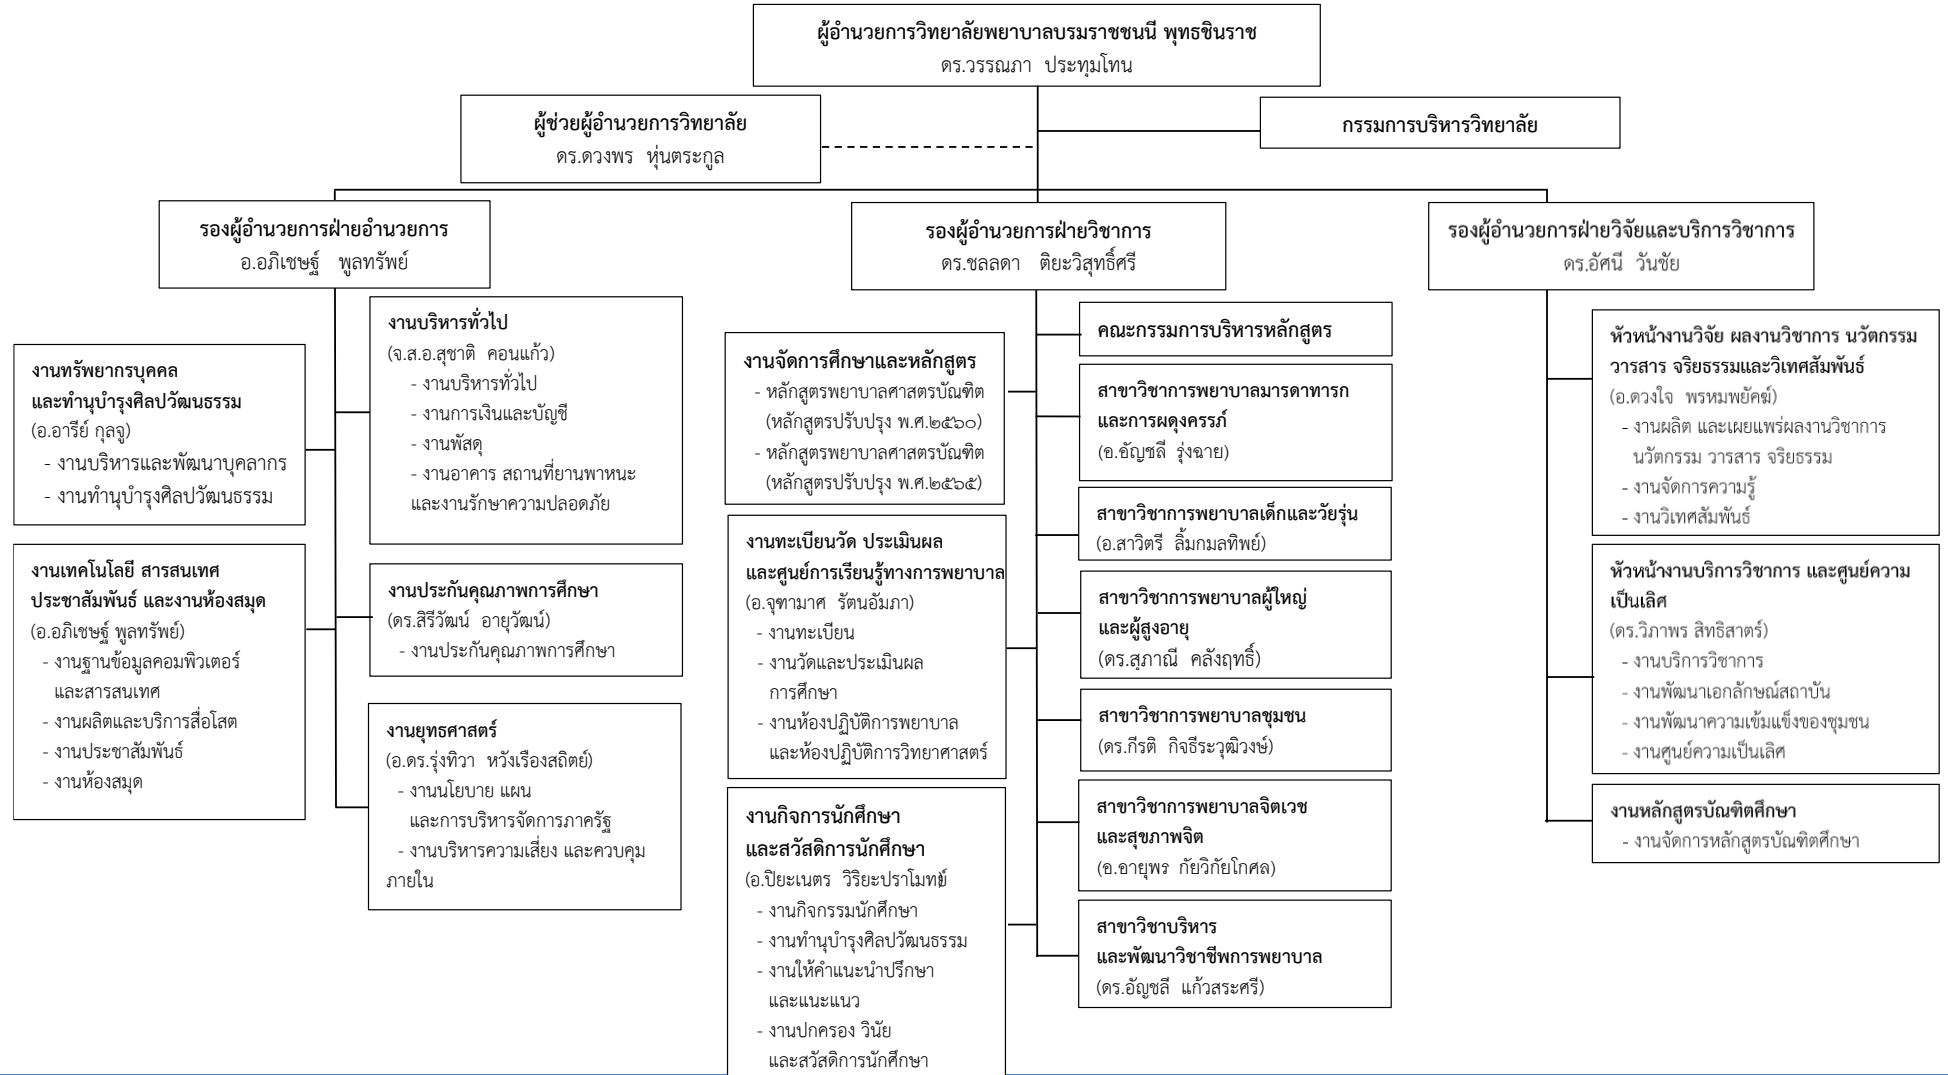 ผู้อำนวยการวิทยาลัยพยาบาลบรมราชชนนี พุทธชินราช
ดร.วรรณภา ประทุมโทน
ผู้ช่วยผู้อำนวยการวิทยาลัย
ดร.ดวงพร หุ่นตระกูล
กรรมการบริหารวิทยาลัย
รองผู้อำนวยการฝ่ายอำนวยการ
อ.อภิเชษฐ์ พูลทรัพย์
รองผู้อำนวยการฝ่ายวิชาการ
ดร.ชลลดา ติยะวิสุทธิ์ศรี
รองผู้อำนวยการฝ่ายวิจัยและบริการวิชาการ
ดร.อัศนี วันชัย
งานทรัพยากรบุคคล
และทำนุบำรุงศิลปวัฒนธรรม
(อ.อารีย์ กุลจู)
- งานบริหารและพัฒนาบุคลากร
- งานทำนุบำรุงศิลปวัฒนธรรม
งานเทคโนโลยี สารสนเทศ
ประชาสัมพันธ์ และงานห้องสมุด
(อ.อภิเชษฐ์ พูลทรัพย์)
- งานฐานข้อมูลคอมพิวเตอร์
และสารสนเทศ
- งานผลิตและบริการสื่อโสต
- งานประชาสัมพันธ์
- งานห้องสมุด
งานบริหารทั่วไป
(จ.ส.อ.สุชาติ คอนแก้ว)
- งานบริหารทั่วไป
- งานการเงินและบัญชี
- งานพัสดุ
- งานอาคาร สถานที่ยานพาหนะ
และงานรักษาความปลอดภัย
งานประกันคุณภาพการศึกษา
(ดร.สิรีวัฒน์ อายุวัฒน์)
- งานประกันคุณภาพการศึกษา
งานยุทธศาสตร์
(อ.ดร.รุ่งทิวา หวังเรืองสถิตย์)
- งานนโยบาย แผน
และการบริหารจัดการภาครัฐ
- งานบริหารความเสี่ยง และควบคุม
ภายใน
งานจัดการศึกษาและหลักสูตร
- หลักสูตรพยาบาลศาสตรบัณฑิต
(หลักสูตรปรับปรุง พ.ศ.๒๕๖๐)
- หลักสูตรพยาบาลศาสตรบัณฑิต
(หลักสูตรปรับปรุง พ.ศ.๒๕๖๕)
งานทะเบียนวัด ประเมินผล
และศูนย์การเรียนรู้ทางการพยาบาล
(อ.จุฑามาศ รัตนอัมภา)
- งานทะเบียน
- งานวัดและประเมินผล
การศึกษา
- งานห้องปฏิบัติการพยาบาล
และห้องปฏิบัติการวิทยาศาสตร์
งานกิจการนักศึกษา
และสวัสดิการนักศึกษา
(อ.ปิยะเนตร วิริยะปราโมทย์)
- งานกิจกรรมนักศึกษา
- งานทำนุบำรุงศิลปวัฒนธรรม
- งานให้คำแนะนำปรึกษา
และแนะแนว
- งานปกครอง วินัย
และสวัสดิการนักศึกษา
คณะกรรมการบริหารหลักสูตร
สาขาวิชาการพยาบาลมารดาทารก
และการผดุงครรภ์
(อ.อัญชลี รุ่งฉาย)
สาขาวิชาการพยาบาลเด็กและวัยรุ่น
(อ.สาวิตรี ลิ้มกมลทิพย์)
สาขาวิชาการพยาบาลผู้ใหญ่
และผู้สูงอายุ
(ดร.สุภาณี คลังฤทธิ์)
สาขาวิชาการพยาบาลชุมชน
(ดร.กีรติ กิจธีระวุฒิวงษ์)
สาขาวิชาการพยาบาลจิตเวช
และสุขภาพจิต
(อ.อายุพร กัยวิกัยโกศล)
สาขาวิชาบริหาร
และพัฒนาวิชาชีพการพยาบาล
(ดร.อัญชลี แก้วสระศรี)
หัวหน้างานวิจัย ผลงานวิชาการ นวัตกรรม
วารสาร จริยธรรมและวิเทศสัมพันธ์
(อ.ดวงใจ พรหมพยัคฆ์)
- งานผลิต และเผยแพร่ผลงานวิชาการ
นวัตกรรม วารสาร จริยธรรม
- งานจัดการความรู้
- งานวิเทศสัมพันธ์
หัวหน้างานบริการวิชาการ และศูนย์ความ
เป็นเลิศ
(ดร.วิภาพร สิทธิสาตร์)
- งานบริการวิชาการ
- งานพัฒนาเอกลักษณ์สถาบัน
- งานพัฒนาความเข้มแข็งของชุมชน
- งานศูนย์ความเป็นเลิศ
งานหลักสูตรบัณฑิตศึกษา
- งานจัดการหลักสูตรบัณฑิตศึกษา